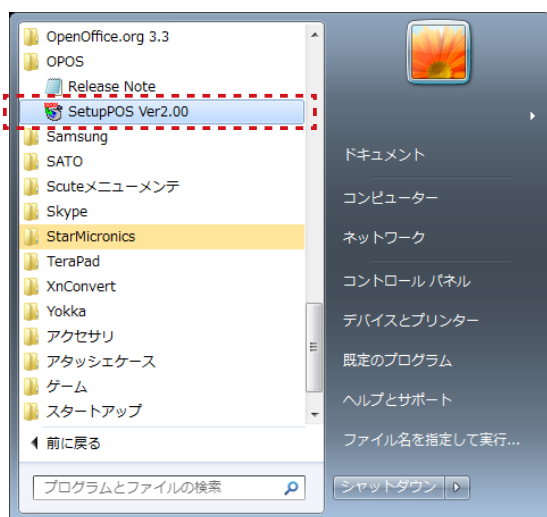 OpenOffice.org 3.3
OPOS
Release Note
SetupPOS Ver2.00
Samsung
SATO
Scuteメニューメンテ
Skype
StarMicronics
TeraPad
XnConvert
Yokka
アクセサリ
アタッシェケース
ゲーム
スタートアップ
前に戻る
プログラムとファイルの検索
ドキュメント
コンピューター
ネットワーク
コントロール パネル
デバイスとプリンター
既定のプログラム
ヘルプとサポート
ファイル名を指定して実行...
シャットダウン